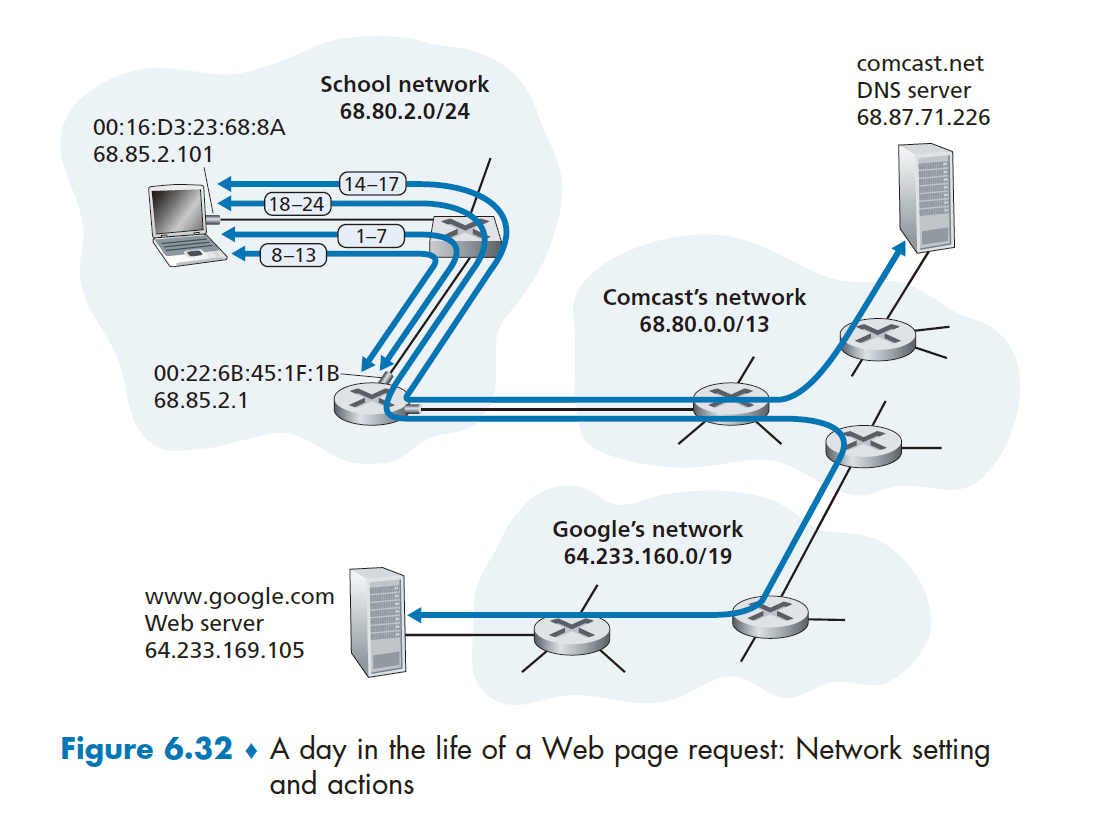 School network
68.80.2.0/24
comcast.net
DNS server
68.87.71.226
00:16:D3:23:68:8A
68.85.2.101
14–17
18–24
1–7
8–13
Comcast’s network
68.80.0.0/13
00:22:6B:45:1F:1B
68.85.2.1
Google’s network
64.233.160.0/19
www.google.com
Web server
64.233.169.105
Figure 6.32 ♦ A day in the life of a Web page request: Network setting
and actions